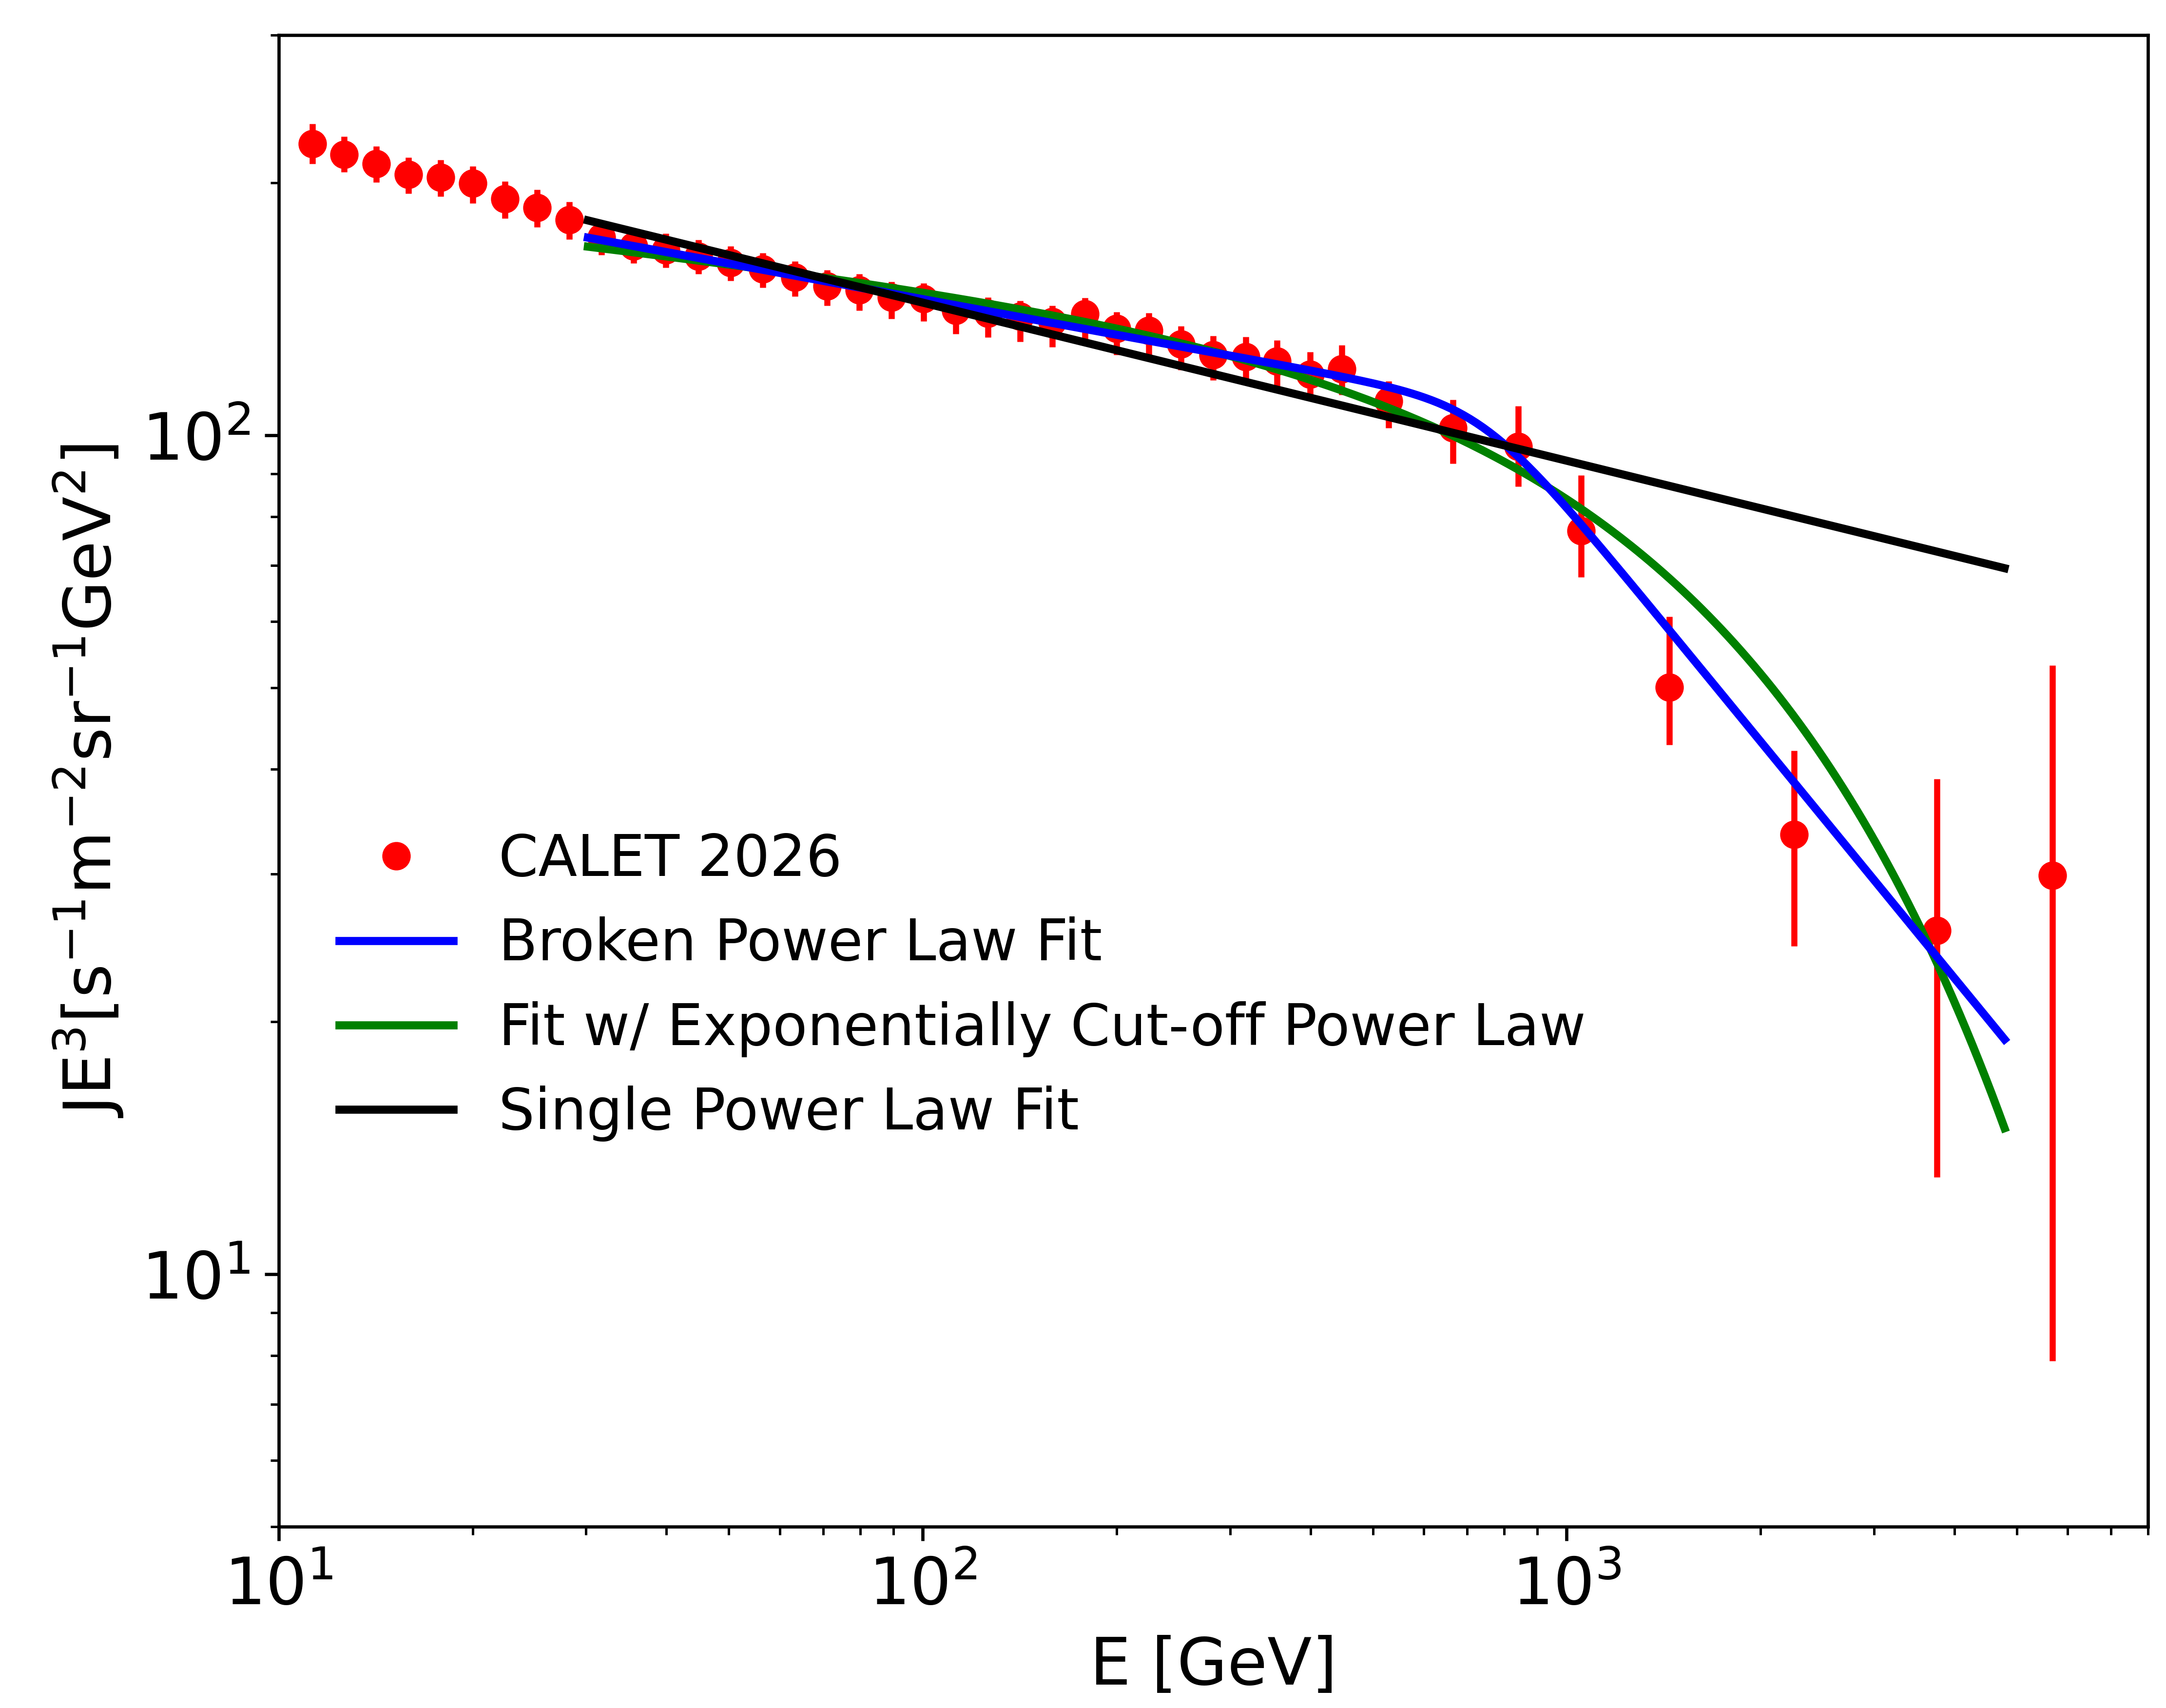 JE³[s⁻¹m⁻²sr⁻¹GeV²]
10²
10¹
CALET 2026
Broken Power Law Fit
Fit w/ Exponentially Cut-off Power Law
Single Power Law Fit
10¹ 10² 10³
E [GeV]